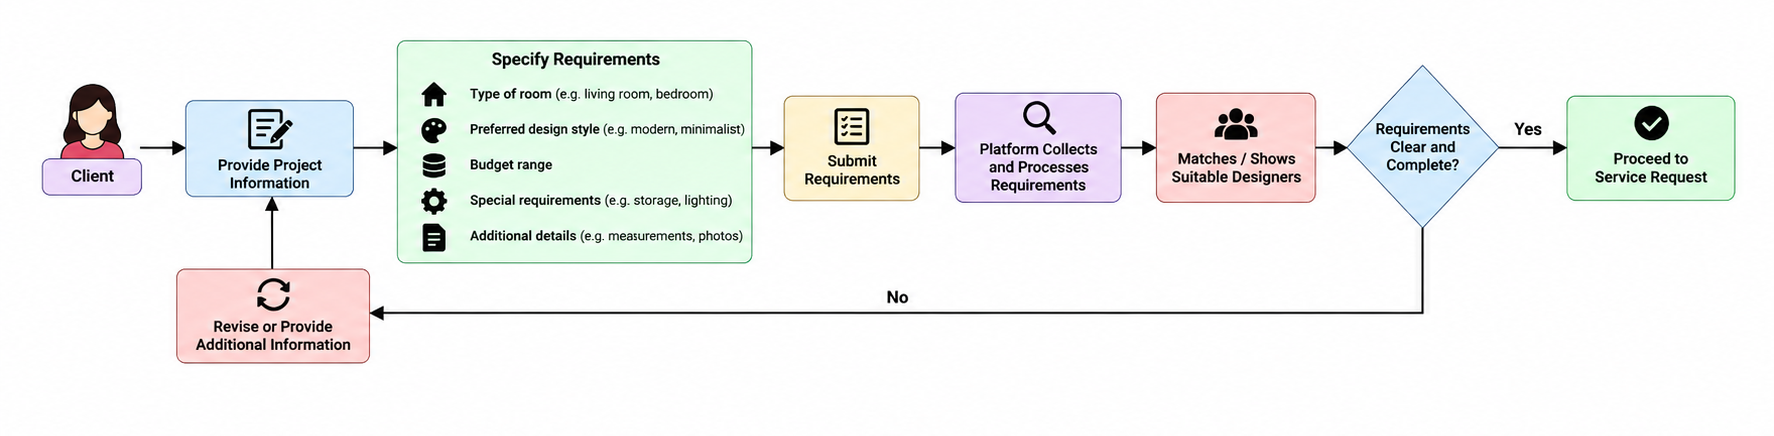 Client
Provide Project
Information
Specify Requirements
Type of room (e.g. living room, bedroom)
Preferred design style (e.g. modern, minimalist)
Budget range
Special requirements (e.g. storage, lighting)
Additional details (e.g. measurements, photos)
Submit
Requirements
Platform Collects
and Processes
Requirements
Matches / Shows
Suitable Designers
Requirements
Clear and
Complete?
Yes
Proceed to
Service Request
No
Revise or Provide
Additional Information